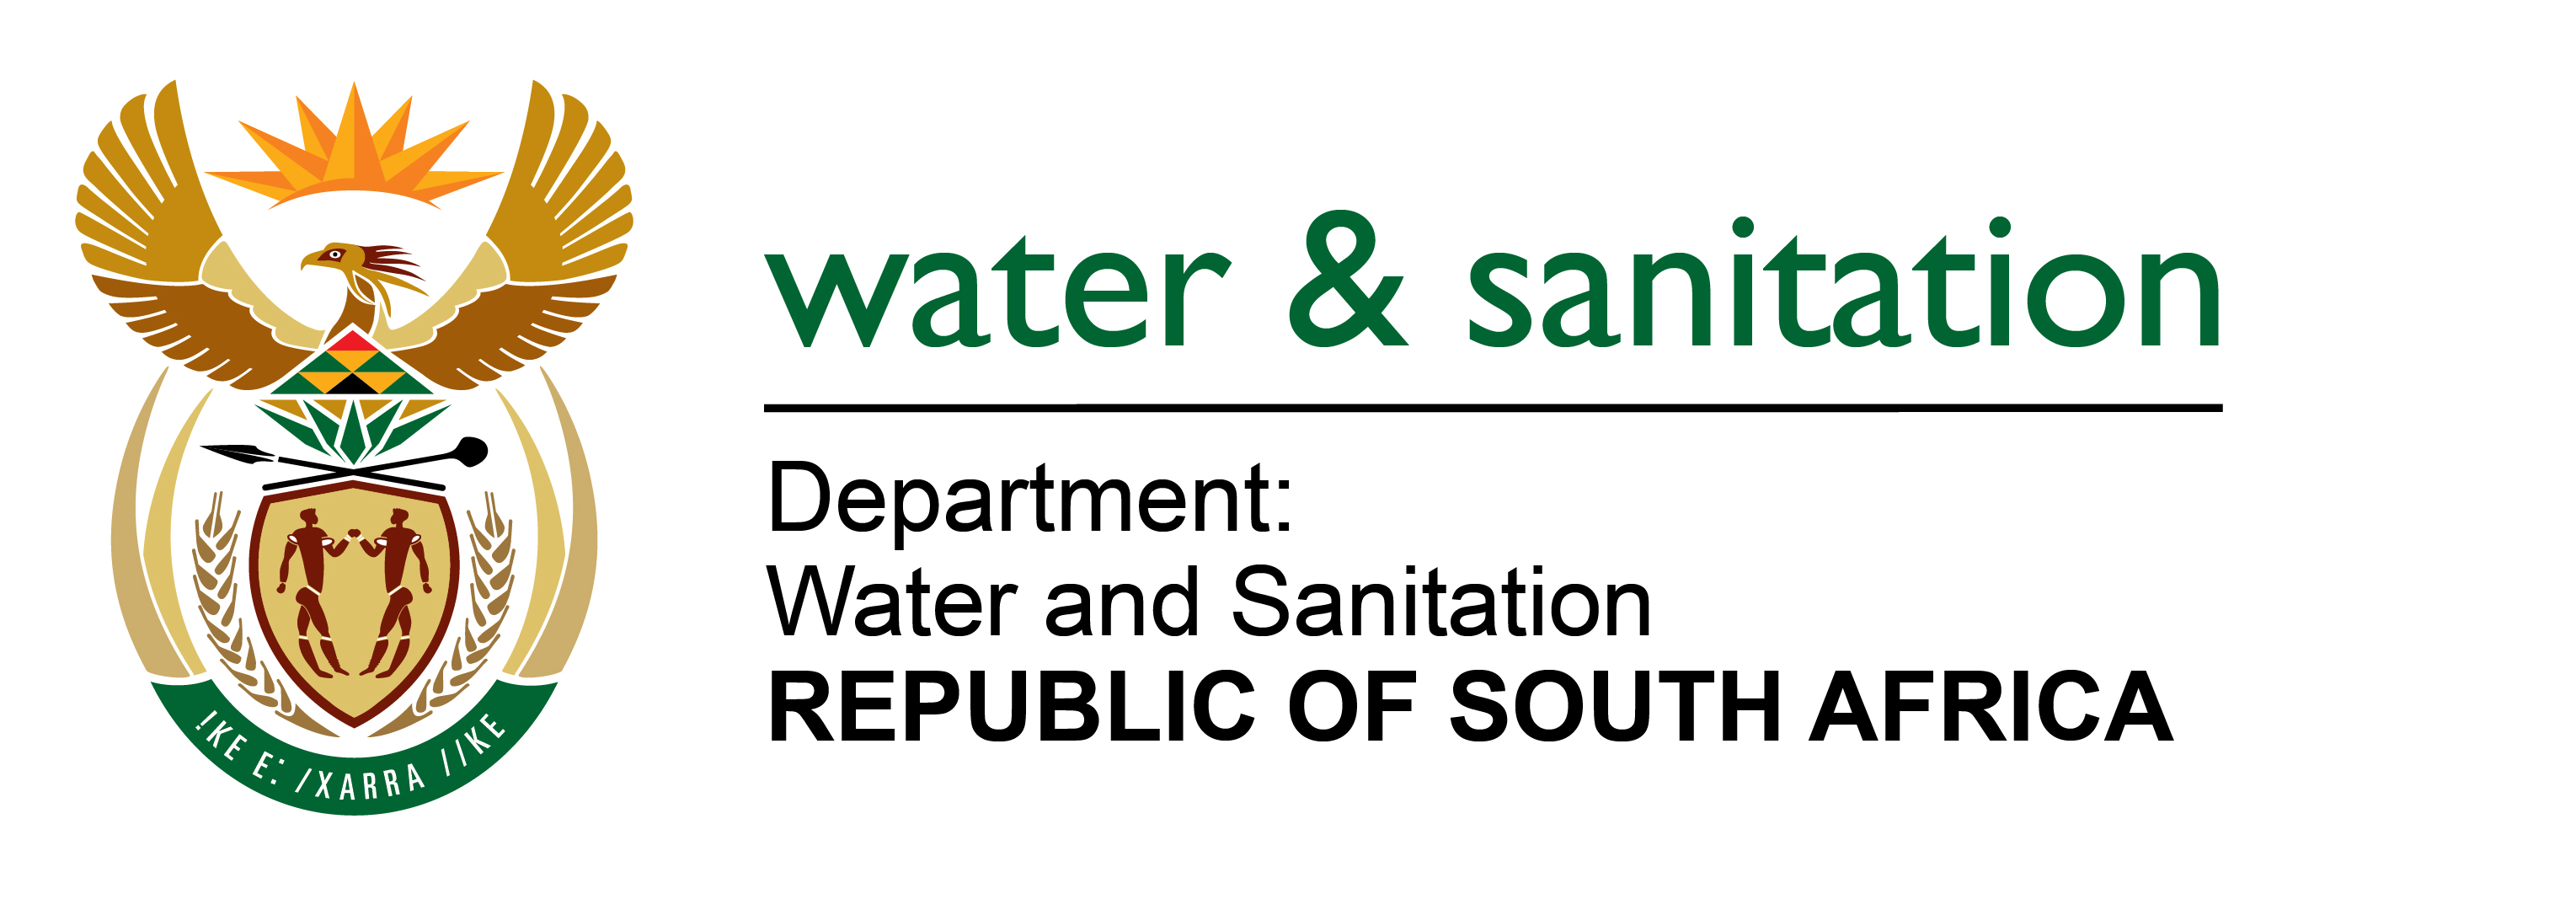 water & sanitation
Department:
Water and Sanitation
REPUBLIC OF SOUTH AFRICA
!KE E: /XARRA //KE